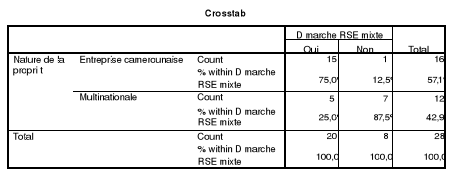 Crosstab
D marche RSE mixte
Oui Non Total
Nature de la propri t Entreprise camerounaise Count 15 1 16
% within D marche RSE mixte 75,0% 12,5% 57,1%
Multinationale Count 5 7 12
% within D marche RSE mixte 25,0% 87,5% 42,9
Total Count 20 8 28
% within D marche RSE mixte 100,0 100,0 100,0